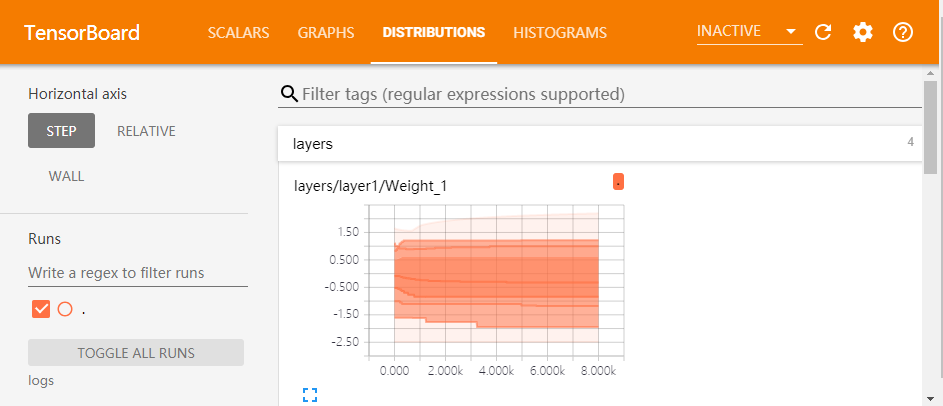 TensorBoard SCALARS GRAPHS DISTRIBUTIONS HISTOGRAMS INACTIVE
Horizontal axis
STEP RELATIVE
WALL
Runs
Write a regex to filter runs
.
TOGGLE ALL RUNS
logs
Filter tags (regular expressions supported)
layers 4
layers/layer1/Weight_1 .
1.50
0.500
-0.500
-1.50
-2.50
0.000 2.000k 4.000k 6.000k 8.000k